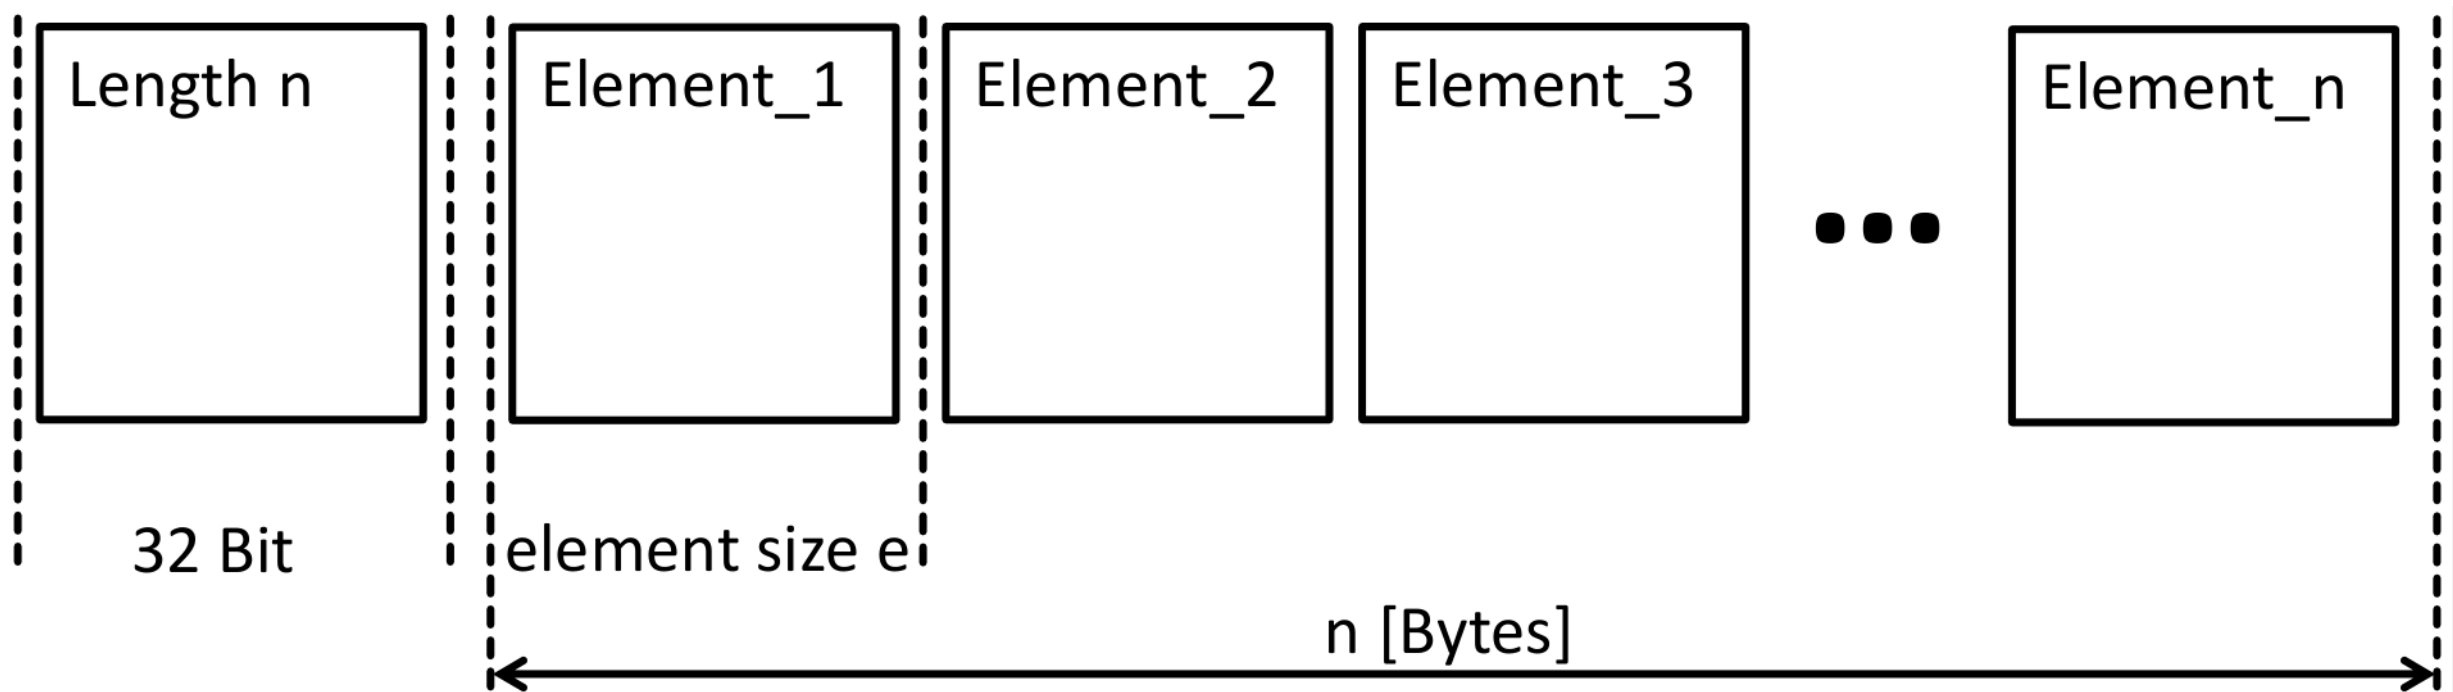 Length n
Element_1
Element_2
Element_3
Element_n
32 Bit
element size e
n [Bytes]